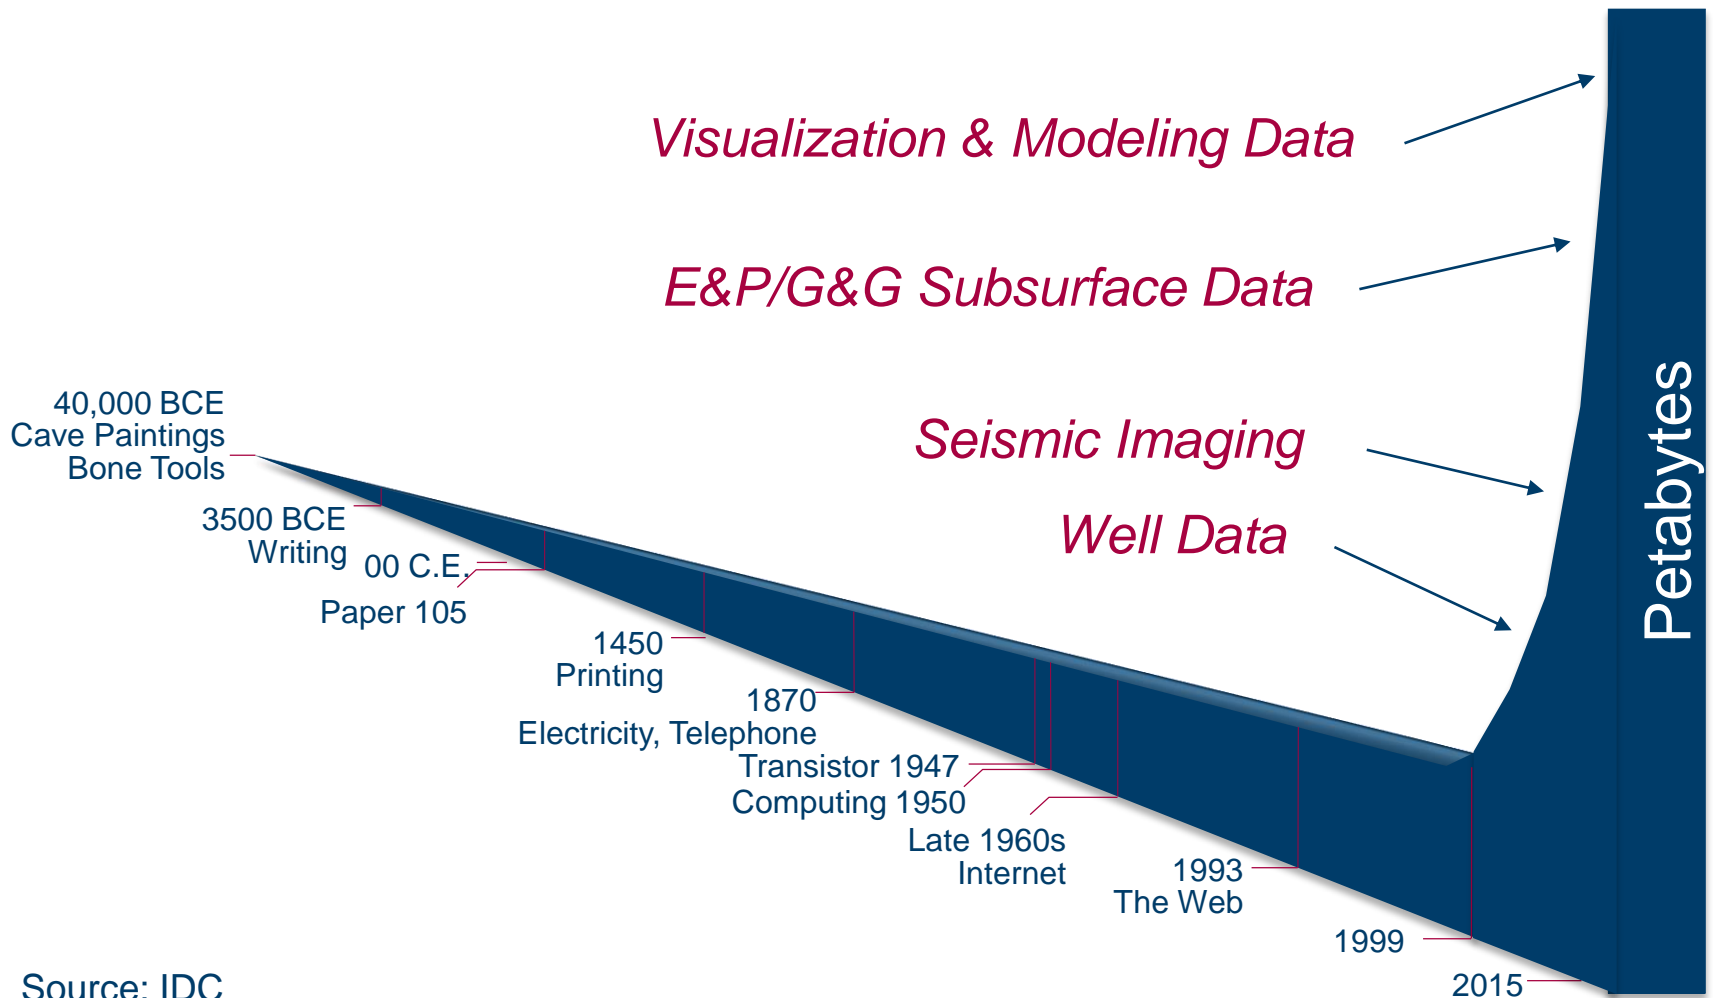 Visualization & Modeling Data
E&P/G&G Subsurface Data
Seismic Imaging
Well Data
Petabytes
40,000 BCE
Cave Paintings
Bone Tools
3500 BCE
Writing
00 C.E.
Paper 105
1450
Printing
1870
Electricity, Telephone
Transistor 1947
Computing 1950
Late 1960s
Internet
1993
The Web
1999
2015
Source: IDC